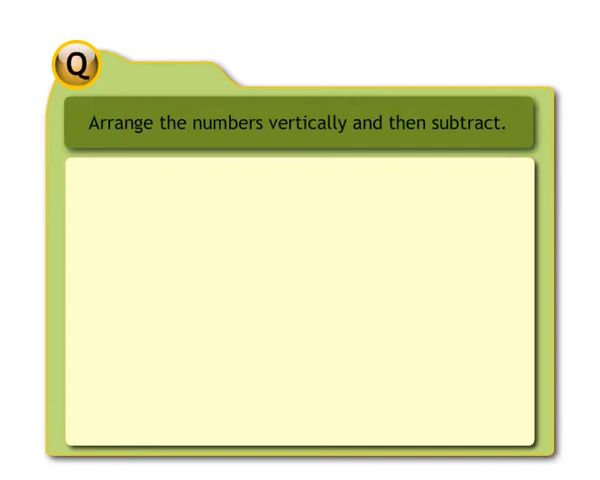 Q
Arrange the numbers vertically and then subtract.